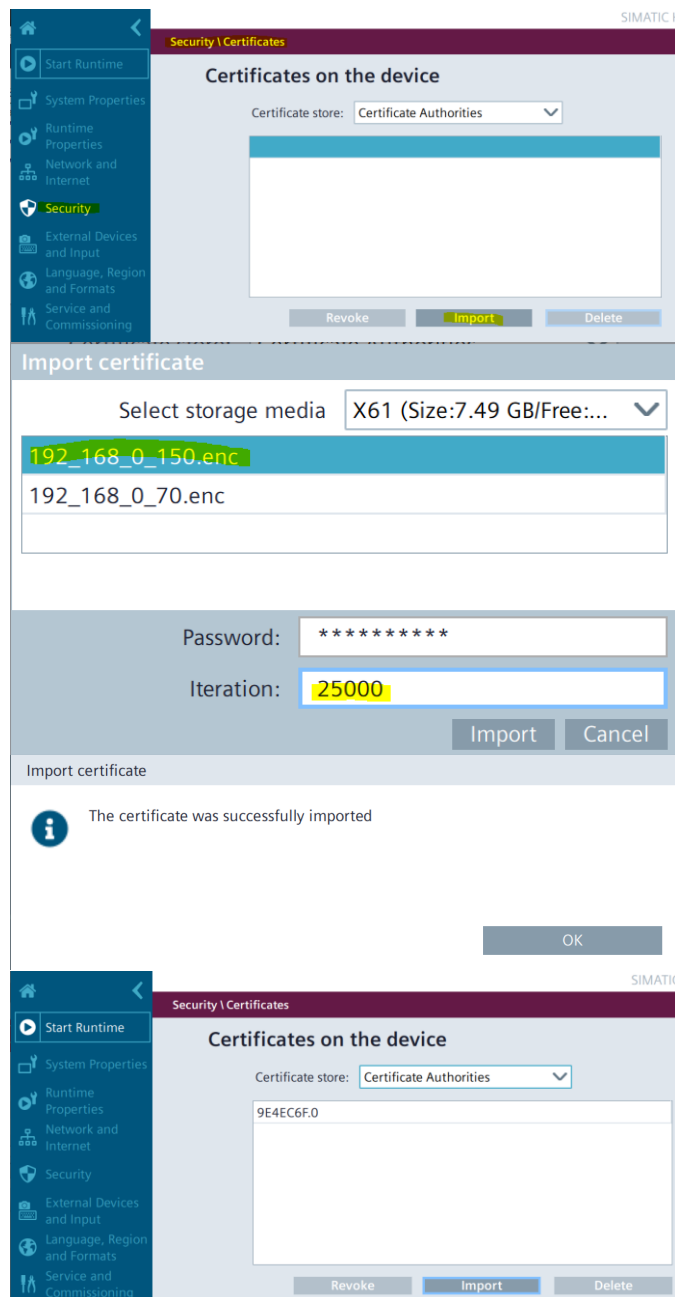 SIMATIC H
Security \ Certificates
Start Runtime
Certificates on the device
System Properties
Certificate store: Certificate Authorities
Runtime
Properties
Network and
Internet
Security
External Devices
and Input
Language, Region
and Formats
Service and
Commissioning
Revoke Import Delete
Import certificate
Select storage media X61 (Size:7.49 GB/Free:...
192_168_0_150.enc
192_168_0_70.enc
Password: **********
Iteration: 25000
Import Cancel
Import certificate
The certificate was successfully imported
OK
SIMATIC
Security \ Certificates
Start Runtime
Certificates on the device
System Properties
Certificate store: Certificate Authorities
Runtime
Properties
9E4EC6F.0
Network and
Internet
Security
External Devices
and Input
Language, Region
and Formats
Service and
Commissioning
Revoke Import Delete